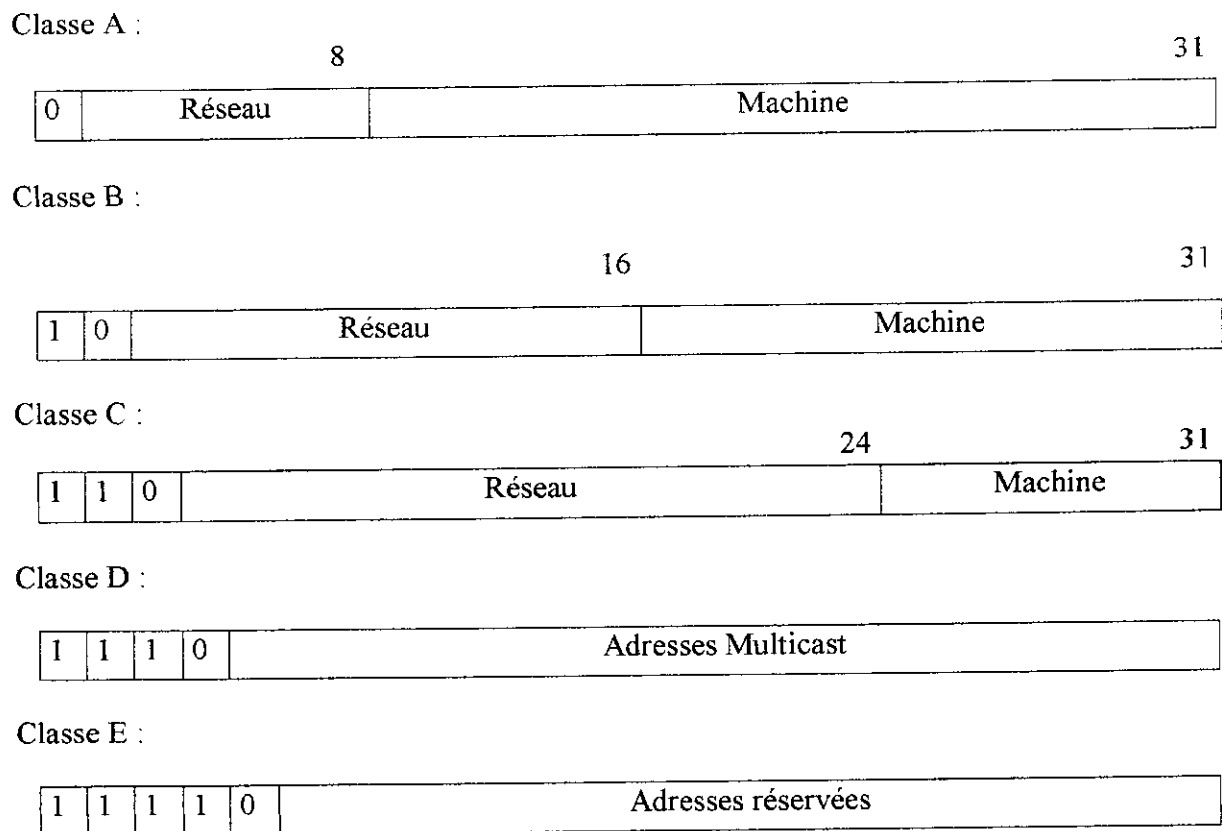 Classe A :
8 31
0 Réseau Machine
Classe B :
16 31
1 0 Réseau Machine
Classe C :
24 31
1 1 0 Réseau Machine
Classe D :
1 1 1 0 Adresses Multicast
Classe E :
1 1 1 1 0 Adresses réservées